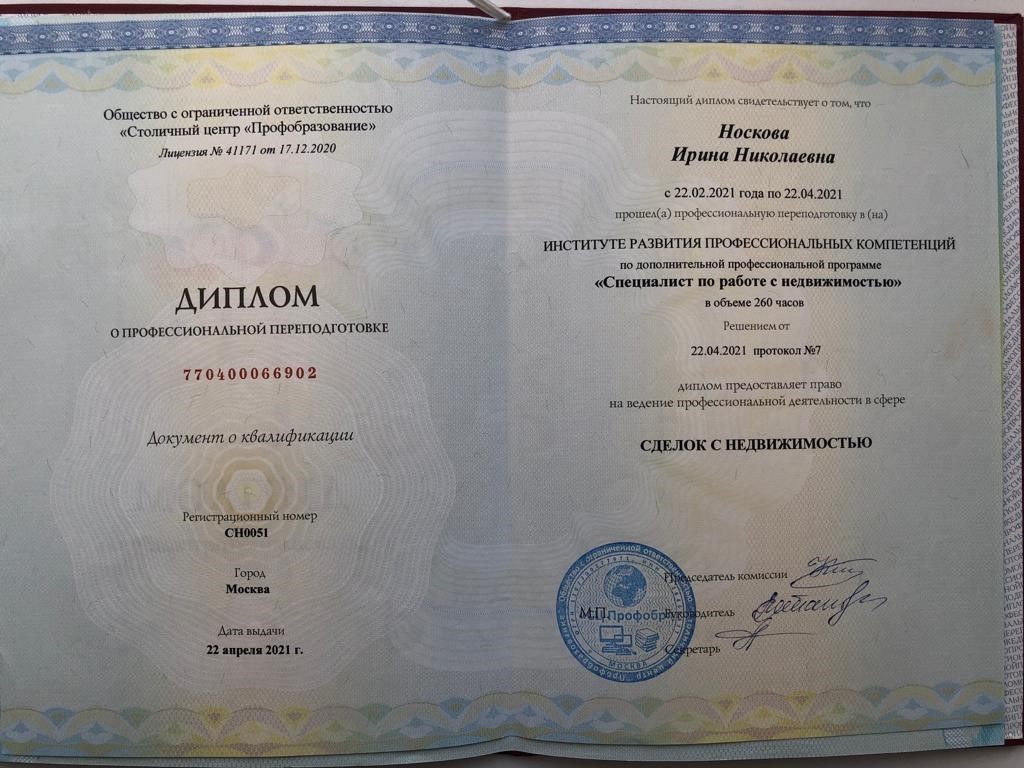 Общество с ограниченной ответственностью
«Столичный центр «Профобразование»
Лицензия № 41171 от 17.12.2020
ДИПЛОМ
О ПРОФЕССИОНАЛЬНОЙ ПЕРЕПОДГОТОВКЕ
770400066902
Документ о квалификации
Регистрационный номер
СН0051
Город
Москва
Дата выдачи
22 апреля 2021 г.
Настоящий диплом свидетельствует о том, что
Носкова
Ирина Николаевна
с 22.02.2021 года по 22.04.2021
прошел(а) профессиональную переподготовку в (на)
ИНСТИТУТЕ РАЗВИТИЯ ПРОФЕССИОНАЛЬНЫХ КОМПЕТЕНЦИЙ
по дополнительной профессиональной программе
«Специалист по работе с недвижимостью»
в объеме 260 часов
Решением от
22.04.2021 протокол №7
диплом предоставляет право
на ведение профессиональной деятельности в сфере
СДЕЛОК С НЕДВИЖИМОСТЬЮ
Председатель комиссии
М.П. Руководитель
Секретарь
МОСКВА